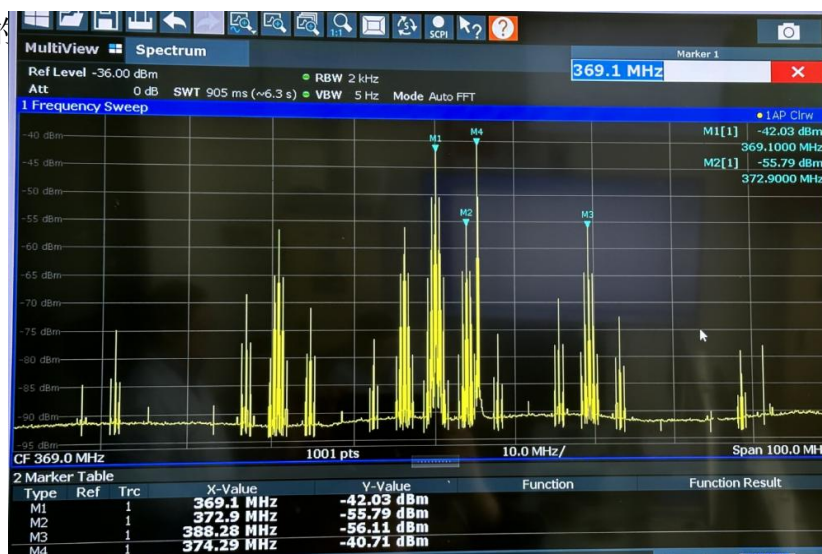 1:1
SCPI
?
?
MultiView
Spectrum
Marker 1
369.1 MHz
×
Ref Level -36.00 dBm
RBW 2 kHz
Att 0 dB SWT 905 ms (~6.3 s) VBW 5 Hz Mode Auto FFT
1 Frequency Sweep
1AP Clrw
M1[1] -42.03 dBm
369.1000 MHz
M2[1] -55.79 dBm
372.9000 MHz
-40 dBm
-45 dBm
-50 dBm
-55 dBm
-60 dBm
-65 dBm
-70 dBm
-75 dBm
-80 dBm
-85 dBm
-90 dBm
-95 dBm
M1
M4
M2
M3
CF 369.0 MHz 1001 pts 10.0 MHz/ Span 100.0 MH
2 Marker Table
Type Ref Trc X-Value Y-Value Function Function Result
M1 1 369.1 MHz -42.03 dBm
M2 1 372.9 MHz -55.79 dBm
M3 1 388.28 MHz -56.11 dBm
M4 1 374.29 MHz -40.71 dBm